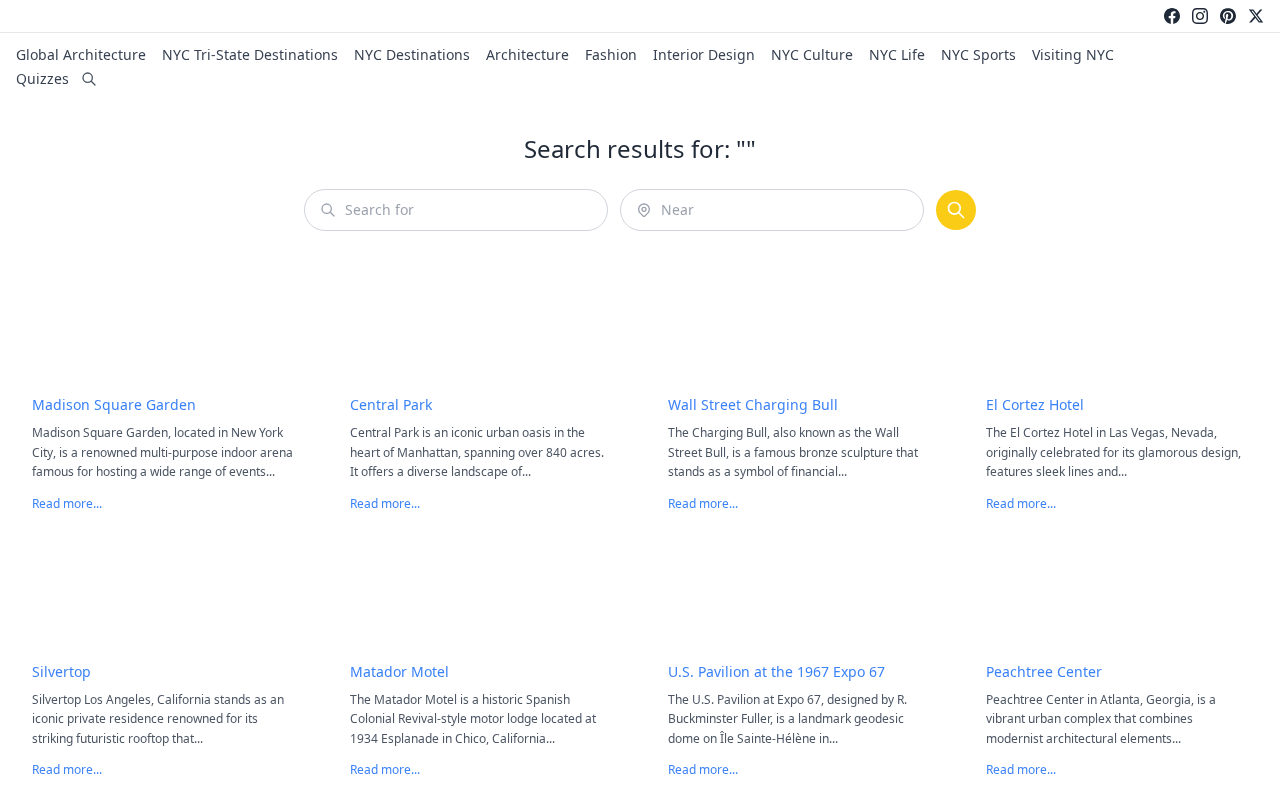 Global Architecture NYC Tri-State Destinations NYC Destinations Architecture Fashion Interior Design NYC Culture NYC Life NYC Sports Visiting NYC
Quizzes
Search results for: ""
Search for
Near
Madison Square Garden
Madison Square Garden, located in New York
City, is a renowned multi-purpose indoor arena
famous for hosting a wide range of events...
Read more...
Central Park
Central Park is an iconic urban oasis in the
heart of Manhattan, spanning over 840 acres.
It offers a diverse landscape of...
Read more...
Wall Street Charging Bull
The Charging Bull, also known as the Wall
Street Bull, is a famous bronze sculpture that
stands as a symbol of financial...
Read more...
El Cortez Hotel
The El Cortez Hotel in Las Vegas, Nevada,
originally celebrated for its glamorous design,
features sleek lines and...
Read more...
Silvertop
Silvertop Los Angeles, California stands as an
iconic private residence renowned for its
striking futuristic rooftop that...
Read more...
Matador Motel
The Matador Motel is a historic Spanish
Colonial Revival-style motor lodge located at
1934 Esplanade in Chico, California...
Read more...
U.S. Pavilion at the 1967 Expo 67
The U.S. Pavilion at Expo 67, designed by R.
Buckminster Fuller, is a landmark geodesic
dome on Île Sainte-Hélène in...
Read more...
Peachtree Center
Peachtree Center in Atlanta, Georgia, is a
vibrant urban complex that combines
modernist architectural elements...
Read more...